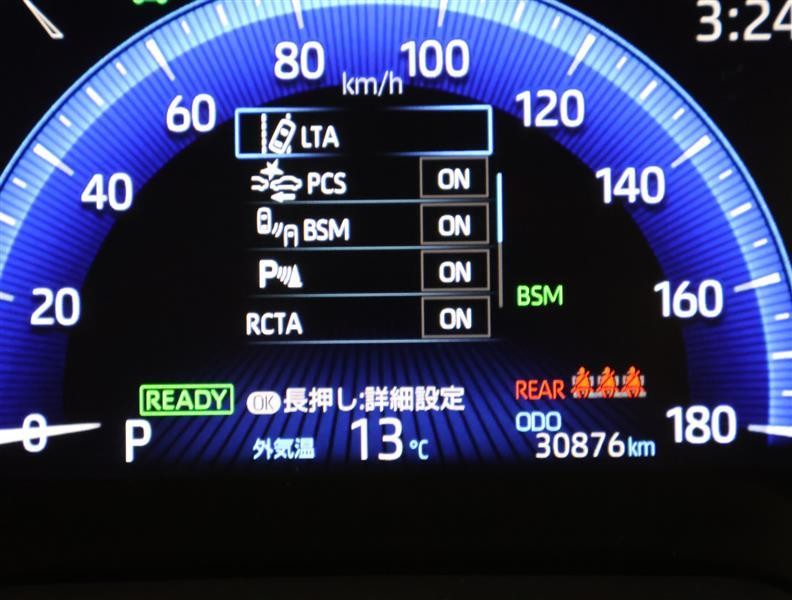 3:24
80
100
km/h
60
120
LTA
40
140
PCS ON
BSM ON
P ON
20
160
BSM
RCTA ON
READY
OK 長押し:詳細設定
REAR
0
180
P
外気温 13℃
ODO
30876km